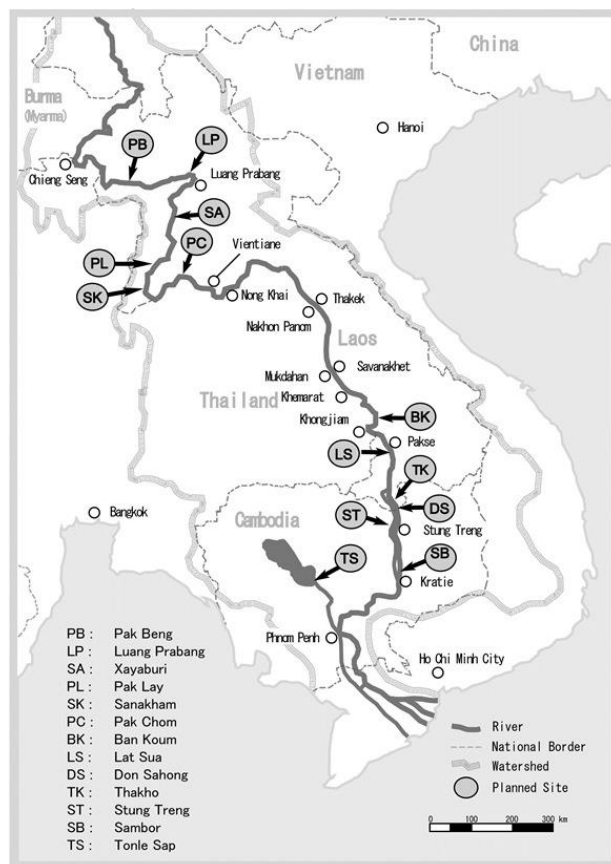 China
Vietnam
Burma
(Myarma)
Hanoi
PB
LP
Chieng Seng
Luang Prabang
SA
PC
Vientiane
PL
SK
Nong Khai
Thakek
Nakhon Panom
Laos
Savanakhet
Mukdahan
Thailand
Khemarat
Khongjiam
BK
Pakse
LS
TK
Bangkok
DS
ST
Cambodia
Stung Treng
TS
SB
Kratie
Phnom Penh
Ho Chi Minh City
PB : Pak Beng
LP : Luang Prabang
SA : Xayaburi
PL : Pak Lay
SK : Sanakham
PC : Pak Chom
BK : Ban Koum
LS : Lat Sua
DS : Don Sahong
TK : Thakho
ST : Stung Treng
SB : Sambor
TS : Tonle Sap
River
National Border
Watershed
Planned Site
0 100 200 300
km